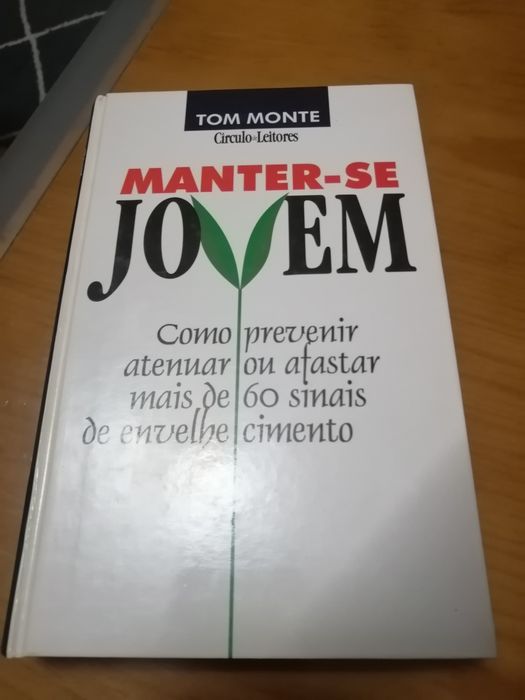 TOM MONTE
Círculo de Leitores
MANTER-SE
JOVEM
Como prevenir
atenuar ou afastar
mais de 60 sinais
de envelhecimento